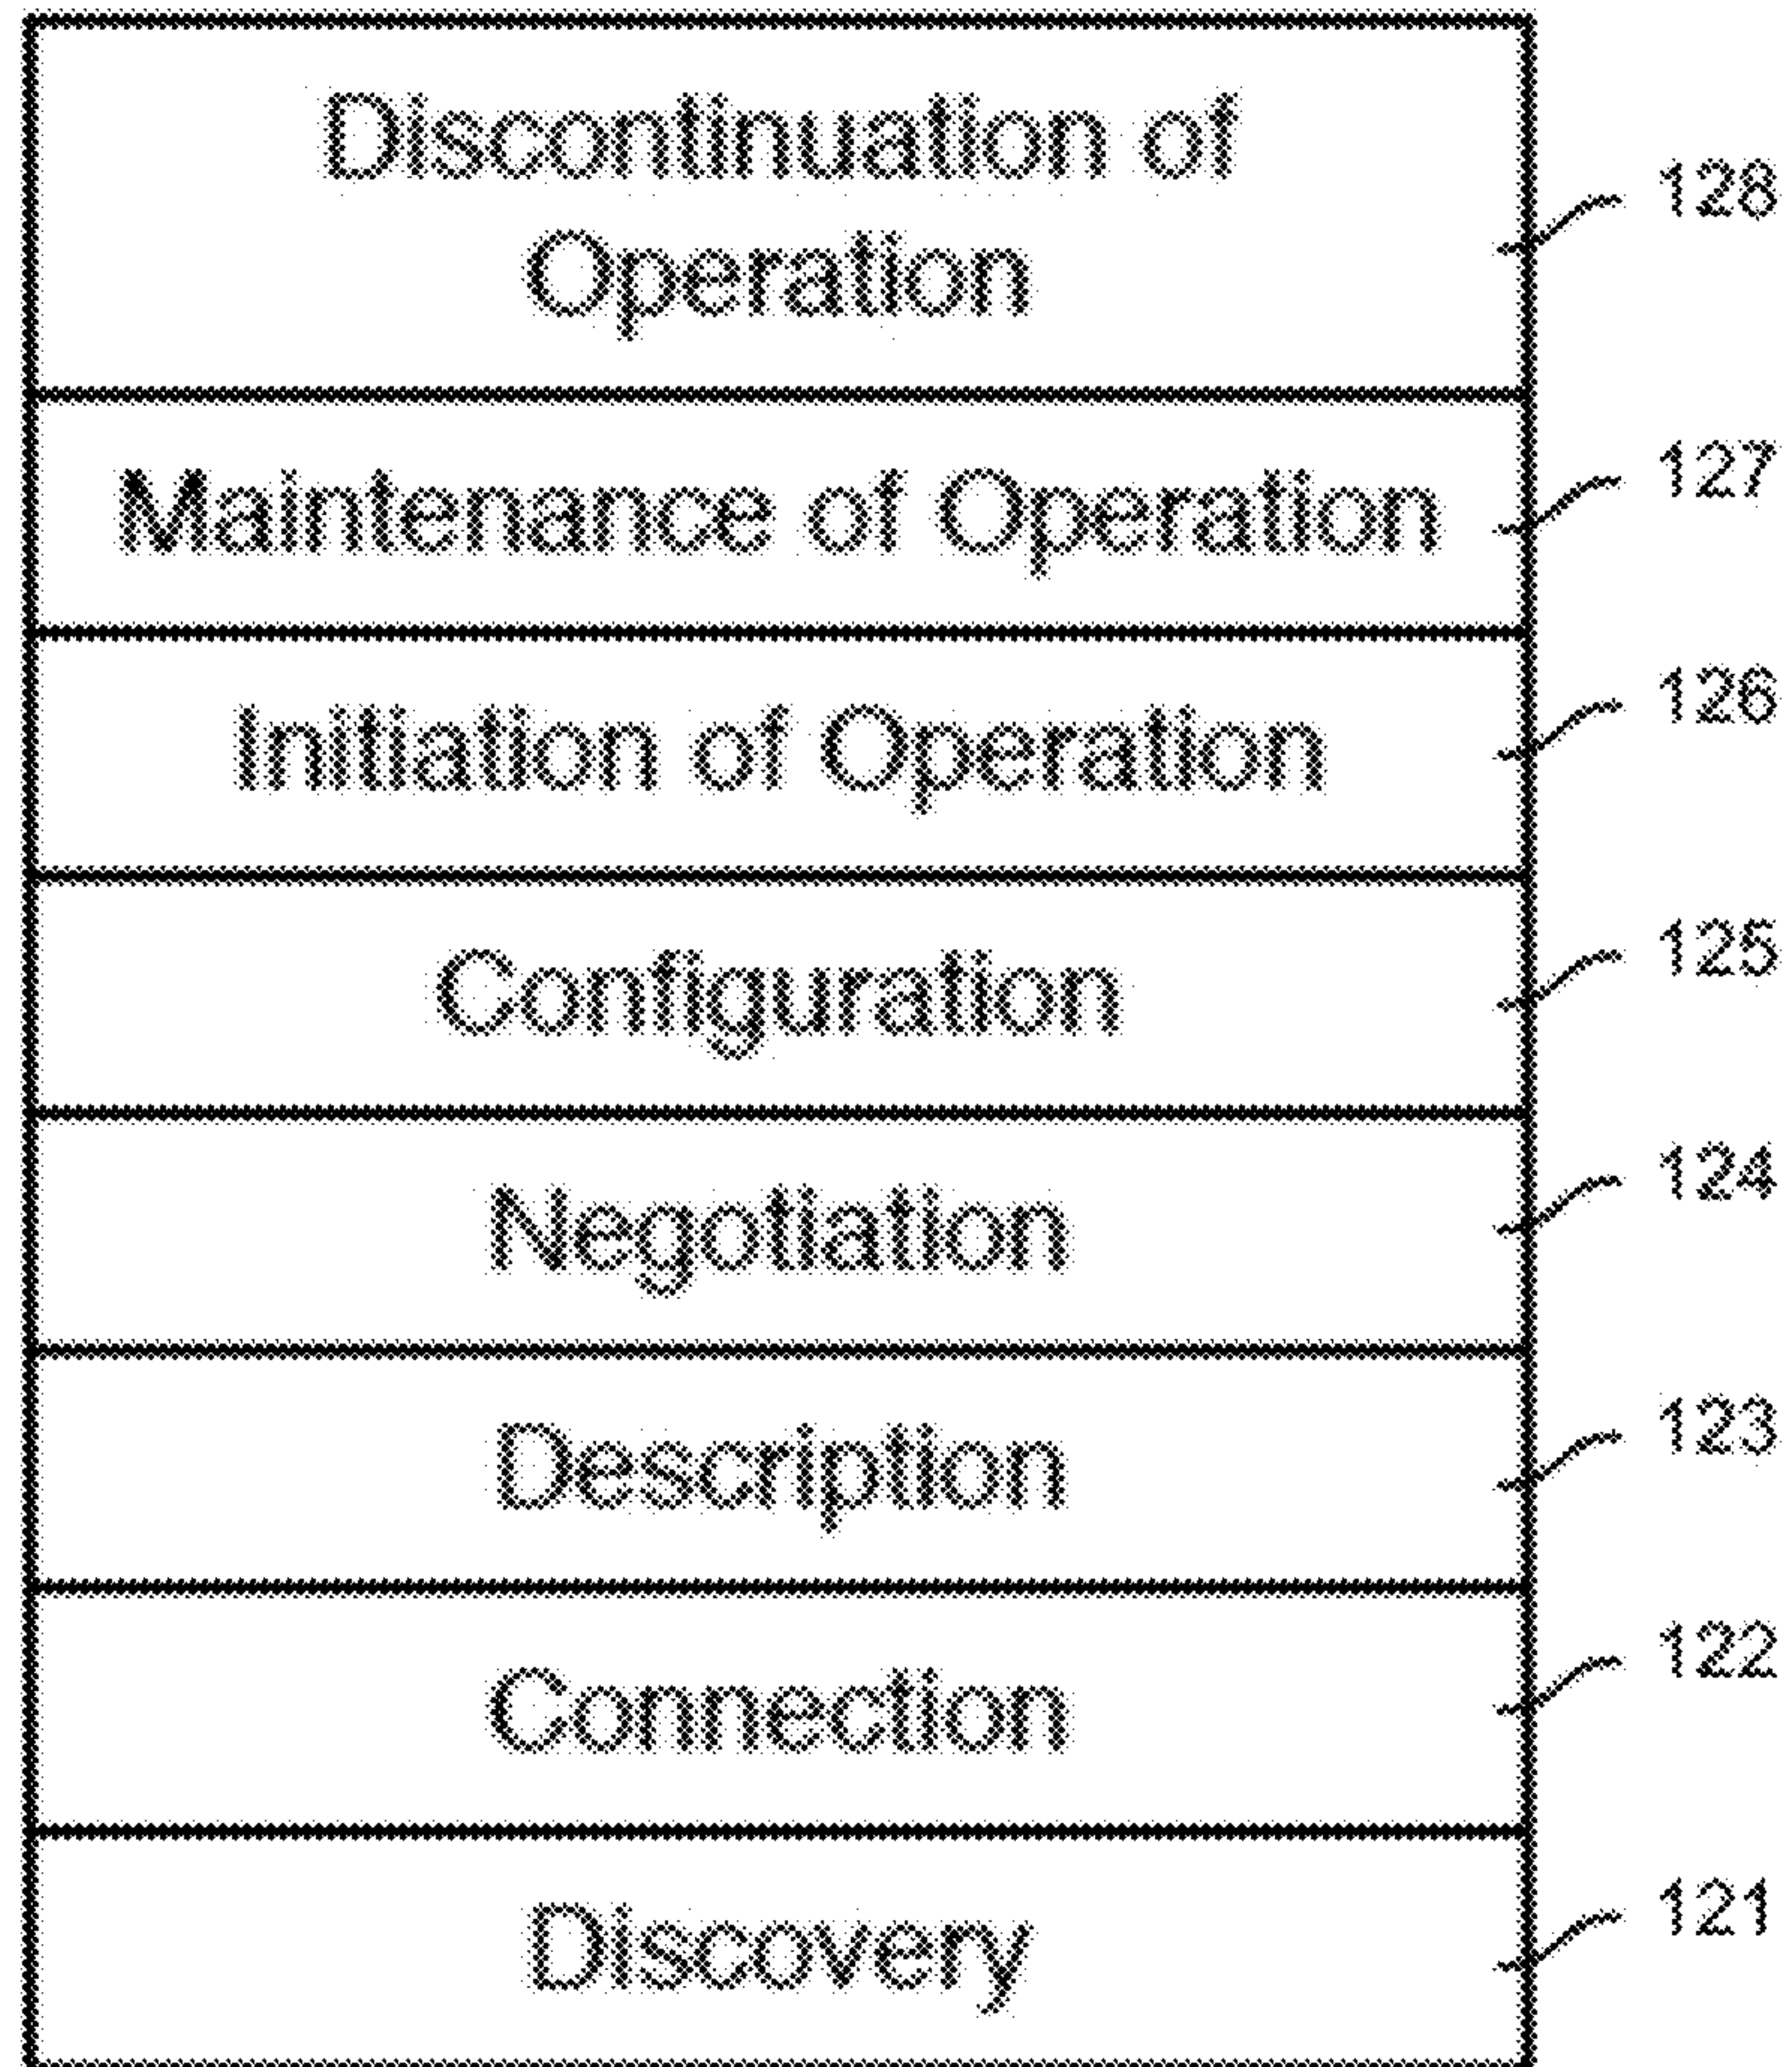 Discontinuation of
Operation
128
Maintenance of Operation
127
Initiation of Operation
126
Configuration
125
Negotiation
124
Description
123
Connection
122
Discovery
121